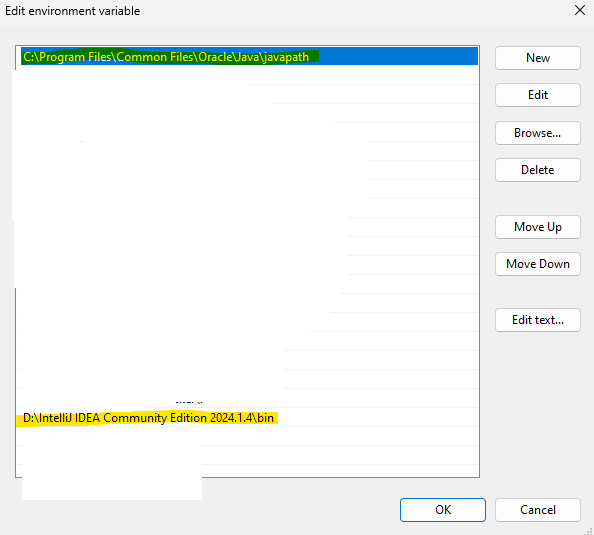 Edit environment variable
C:\Program Files\Common Files\Oracle\Java\javapath
New
Edit
Browse...
Delete
Move Up
Move Down
Edit text...
D:\IntelliJ IDEA Community Edition 2024.1.4\bin
OK
Cancel